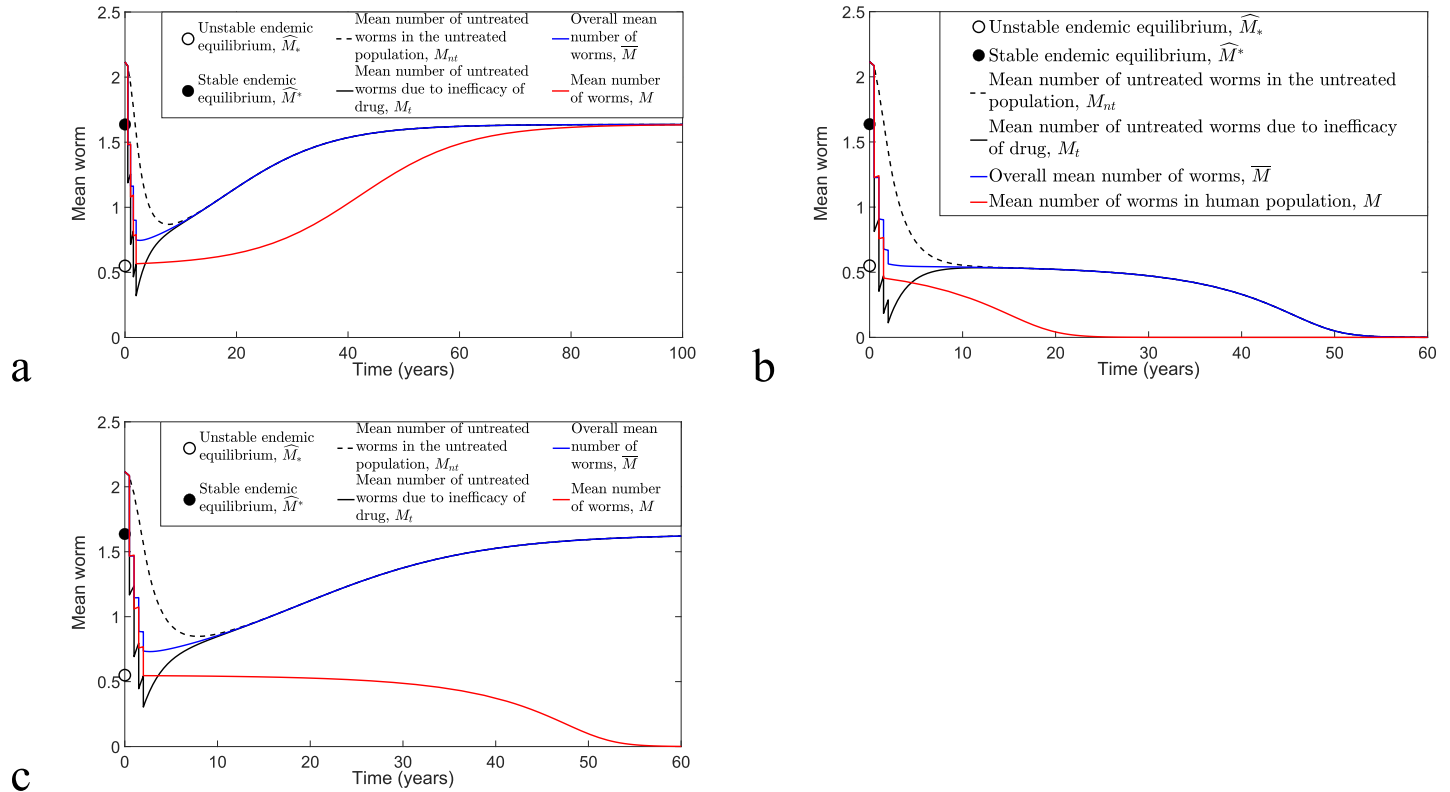 2.5
2
1.5
1
0.5
0
Mean worm
0 20 40 60 80 100
Time (years)
Unstable endemic
equilibrium, M̂*
Stable endemic
equilibrium, M̂*
Mean number of untreated
worms in the untreated
population, Mnt
Mean number of untreated
worms due to inefficacy of
drug, Mt
Overall mean
number of
worms, M̅
Mean number
of worms, M
a
2.5
2
1.5
1
0.5
0
Mean worm
0 10 20 30 40 50 60
Time (years)
Unstable endemic equilibrium, M̂*
Stable endemic equilibrium, M̂*
Mean number of untreated worms in the untreated
population, Mnt
Mean number of untreated worms due to inefficacy
of drug, Mt
Overall mean number of worms, M̅
Mean number of worms in human population, M
b
2.5
2
1.5
1
0.5
0
Mean worm
0 10 20 30 40 50 60
Time (years)
Unstable endemic
equilibrium, M̂*
Stable endemic
equilibrium, M̂*
Mean number of untreated
worms in the untreated
population, Mnt
Mean number of untreated
worms due to inefficacy of
drug, Mt
Overall mean
number of
worms, M̅
Mean number
of worms, M
c